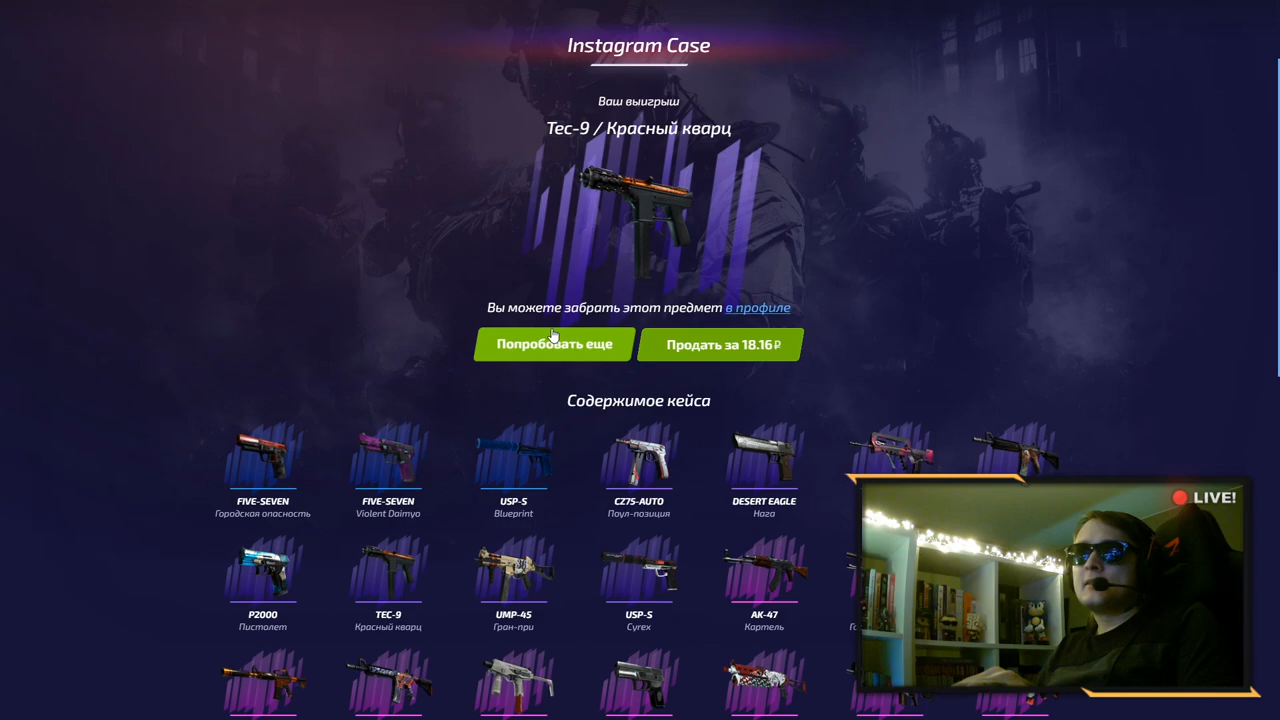 Instagram Case
Ваш выигрыш
Tec-9 / Красный кварц
Вы можете забрать этот предмет в профиле
Попробовать еще
Продать за 18.16₽
Содержимое кейса
FIVE-SEVEN
Городская опасность
FIVE-SEVEN
Violent Daimyo
USP-S
Blueprint
CZ75-AUTO
Поул-позиция
DESERT EAGLE
Нага
LIVE!
P2000
Пистолет
TEC-9
Красный кварц
UMP-45
Гран-при
USP-S
Cyrex
AK-47
Картель